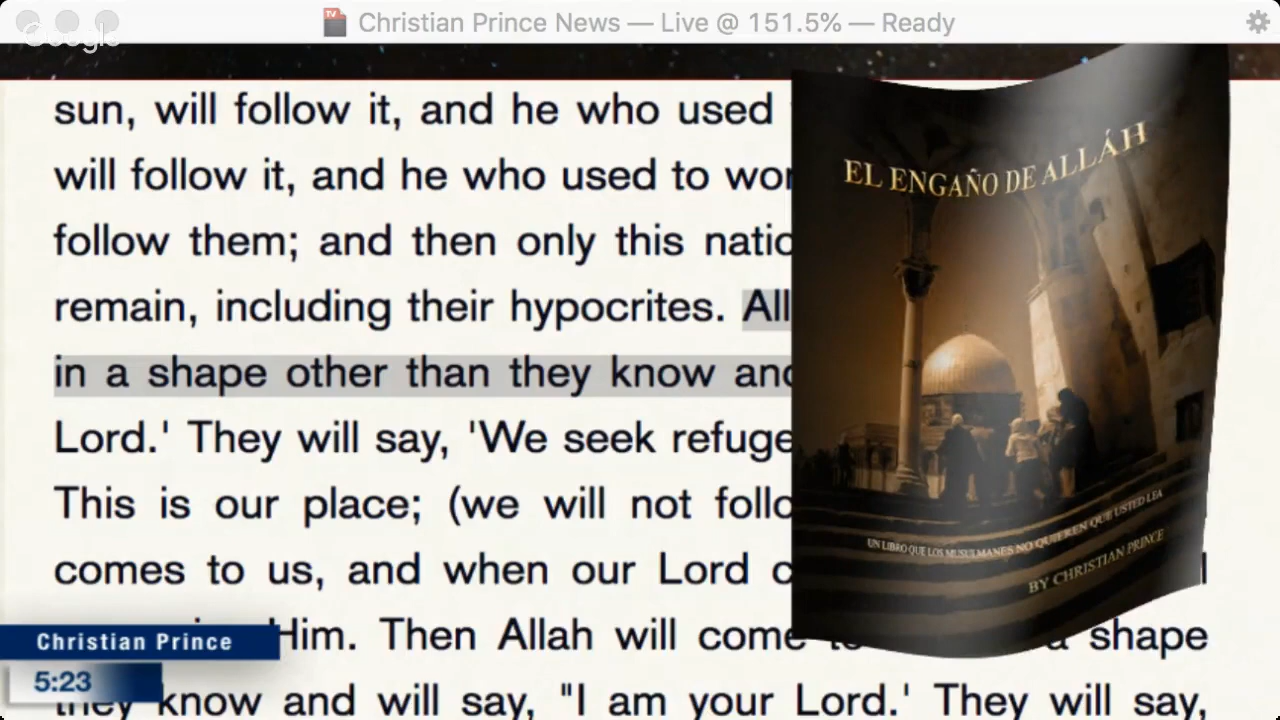 Christian Prince News — Live @ 151.5% — Ready
Google
sun, will follow it, and he who used
will follow it, and he who used to
follow them; and then only this
remain, including their hypocrites.
in a shape other than they know
Lord.' They will say, 'We seek refuge
This is our place; (we will not
comes to us, and when our Lord
Him. Then Allah will come a shape
they know and will say, "I am your Lord.' They will say,
EL ENGAÑO DE ALLÁH
UN LIBRO QUE LOS MUSULMANES NO QUIEREN QUE USTED LEA
BY CHRISTIAN PRINCE
Christian Prince
5:23